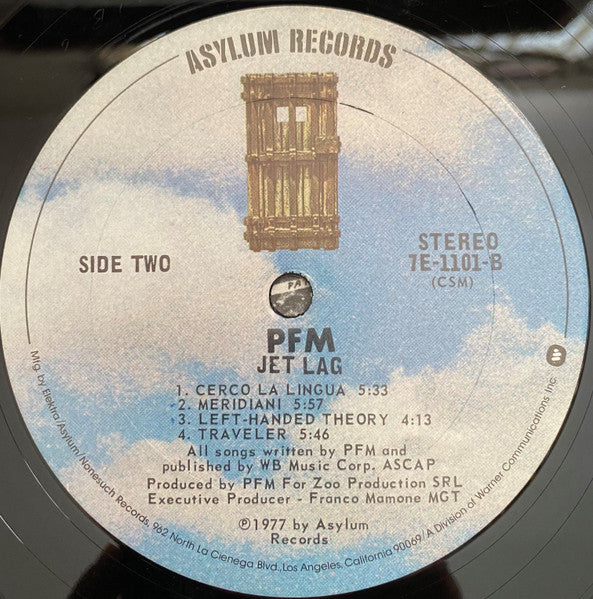 ASYLUM RECORDS
SIDE TWO
STEREO
7E-1101-B
(CSM)
PFM
JET LAG
1. CERCO LA LINGUA 5:33
2. MERIDIANI 5:57
3. LEFT-HANDED THEORY 4:13
4. TRAVELER 5:46
All songs written by PFM and
published by WB Music Corp. ASCAP
Produced by PFM For Zoo Production SRL
Executive Producer - Franco Mamone MGT
℗1977 by Asylum
Records
Mfg. by Elektra/Asylum/Nonesuch Records, 962 North La Cienega Blvd., Los Angeles, California 90069/A Division of Warner Communications Inc.